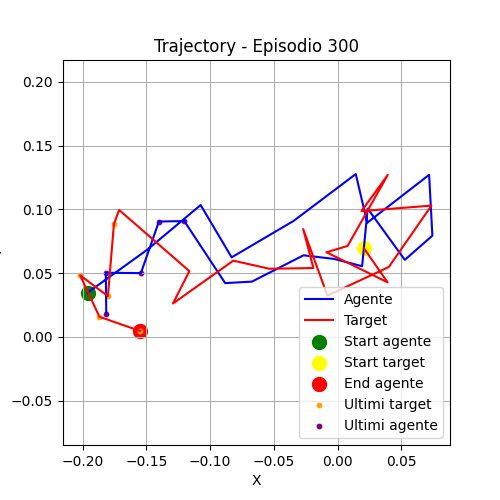 Trajectory - Episodio 300
0.20
0.15
0.10
0.05
0.00
−0.05
−0.20
−0.15
−0.10
−0.05
0.00
0.05
X
Agente
Target
Start agente
Start target
End agente
Ultimi target
Ultimi agente